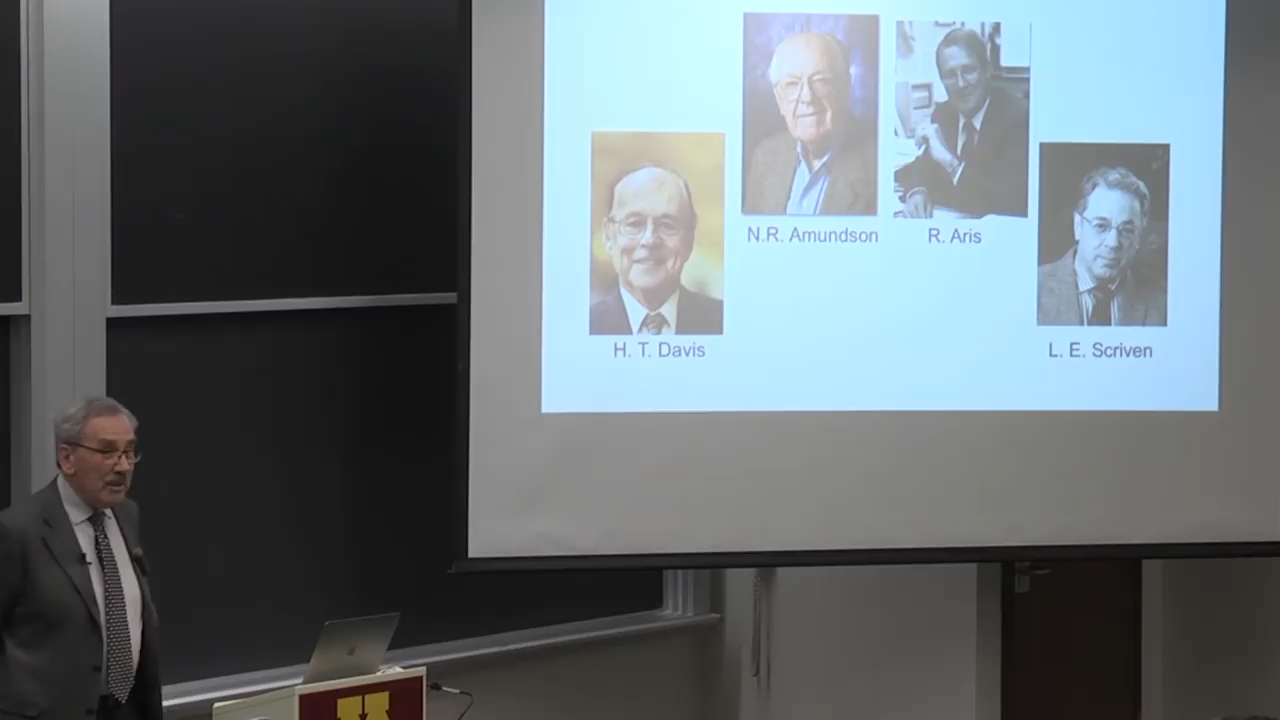 N.R. Amundson
R. Aris
H. T. Davis
L. E. Scriven